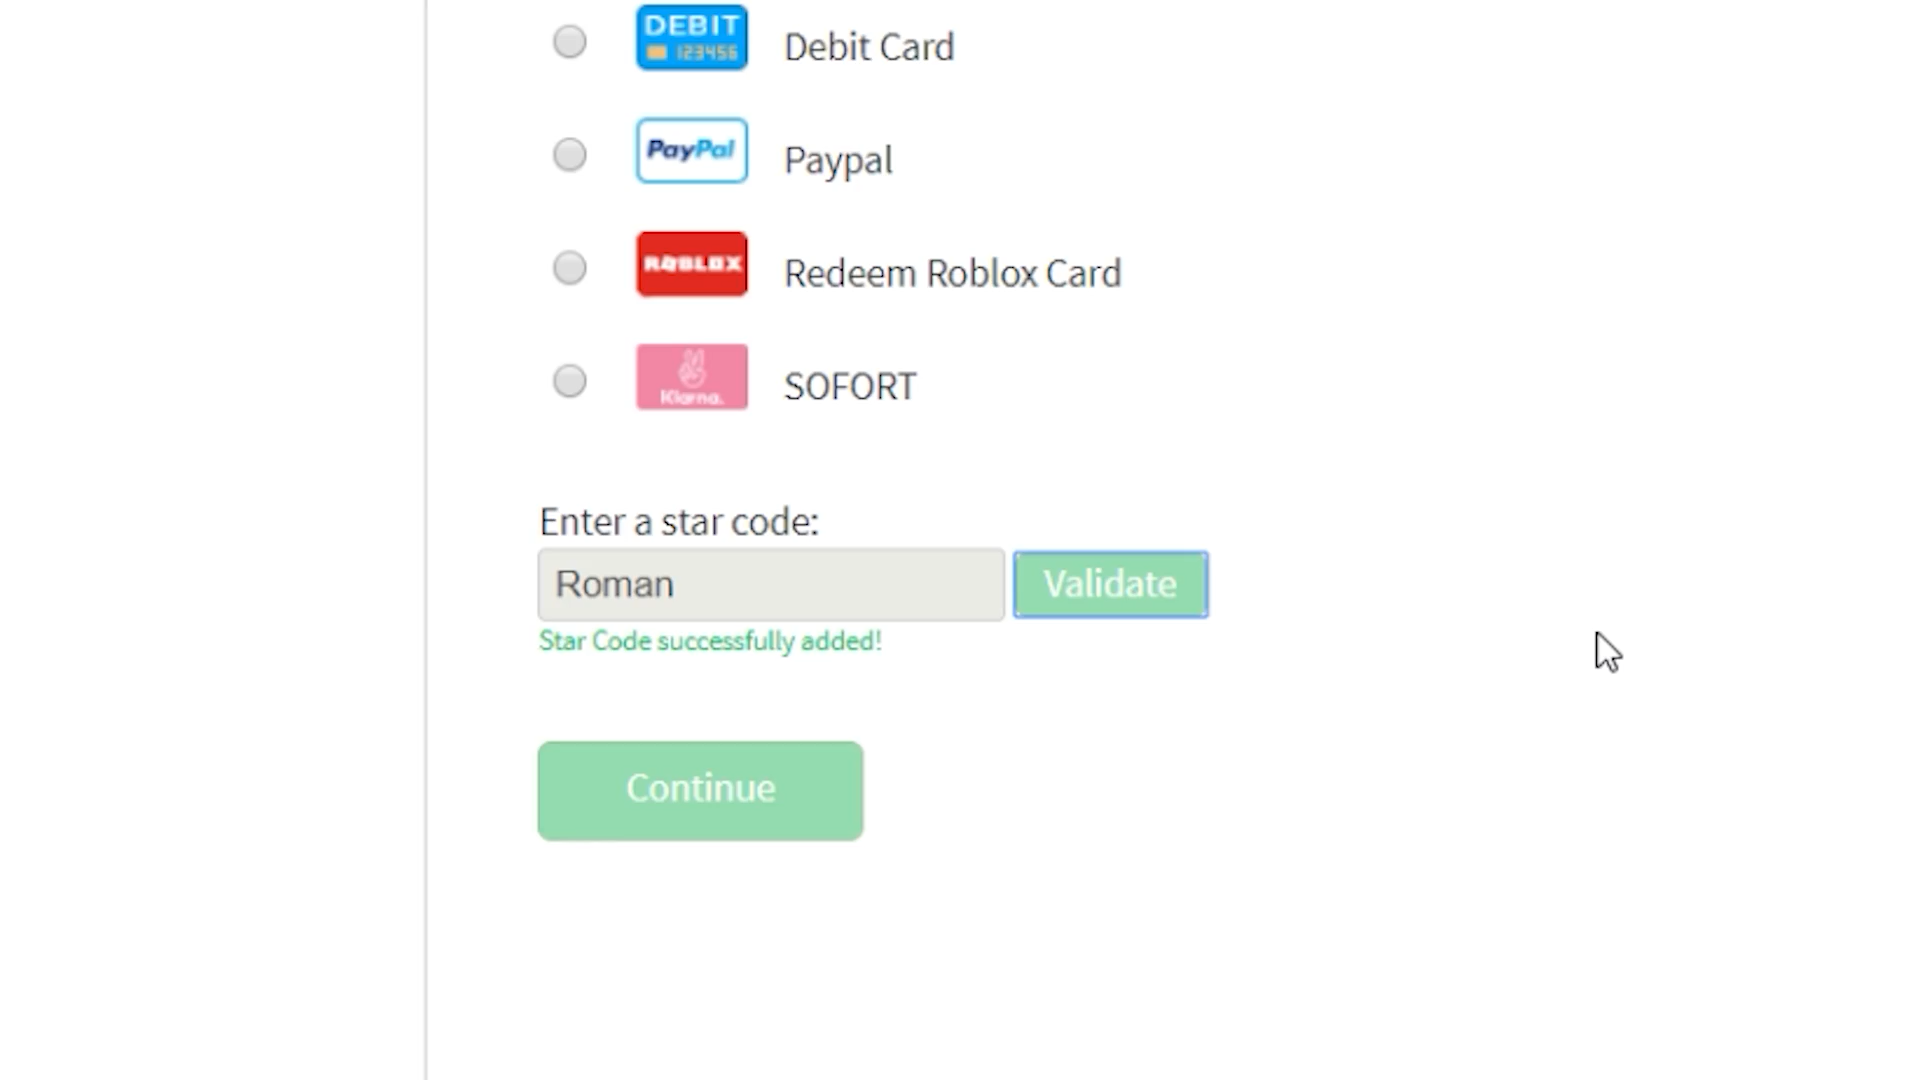 DEBIT
123456
Debit Card
PayPal
Paypal
ROBLOX
Redeem Roblox Card
Klarna.
SOFORT
Enter a star code:
Roman
Validate
Star Code successfully added!
Continue